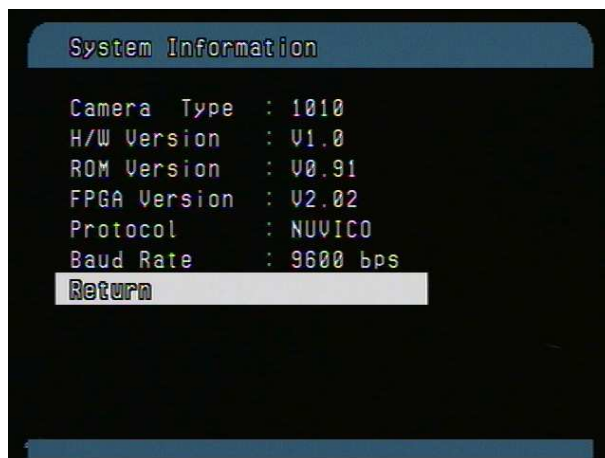 System Information
Camera Type : 1010
H/W Version : V1.0
ROM Version : V0.91
FPGA Version : V2.02
Protocol : NUVICO
Baud Rate : 9600 bps
Return